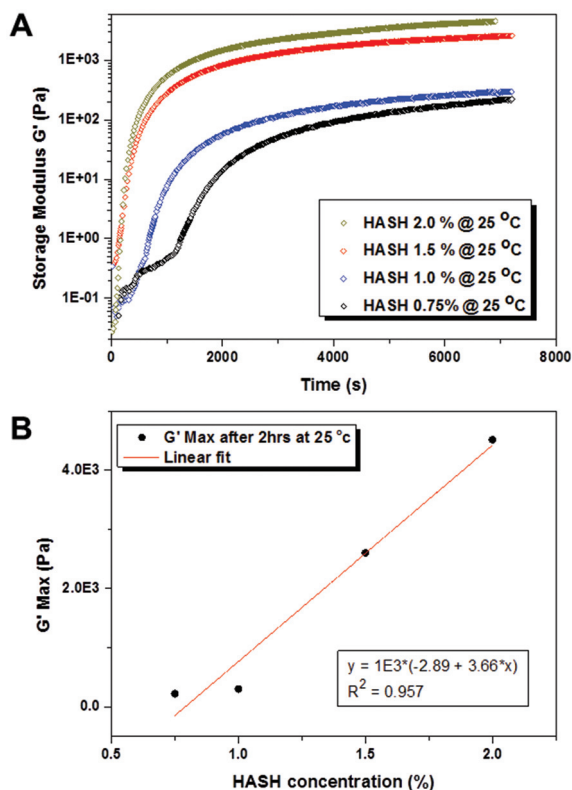 A
Storage Modulus G' (Pa)
1E+03
1E+02
1E+01
1E+00
1E-01
HASH 2.0 % @ 25 °C
HASH 1.5 % @ 25 °C
HASH 1.0 % @ 25 °C
HASH 0.75% @ 25 °C
0 2000 4000 6000 8000
Time (s)
B
G' Max after 2hrs at 25 °c
Linear fit
G' Max (Pa)
4.0E3
2.0E3
0.0
y = 1E3*(-2.89 + 3.66*x)
R² = 0.957
0.5 1.0 1.5 2.0
HASH concentration (%)